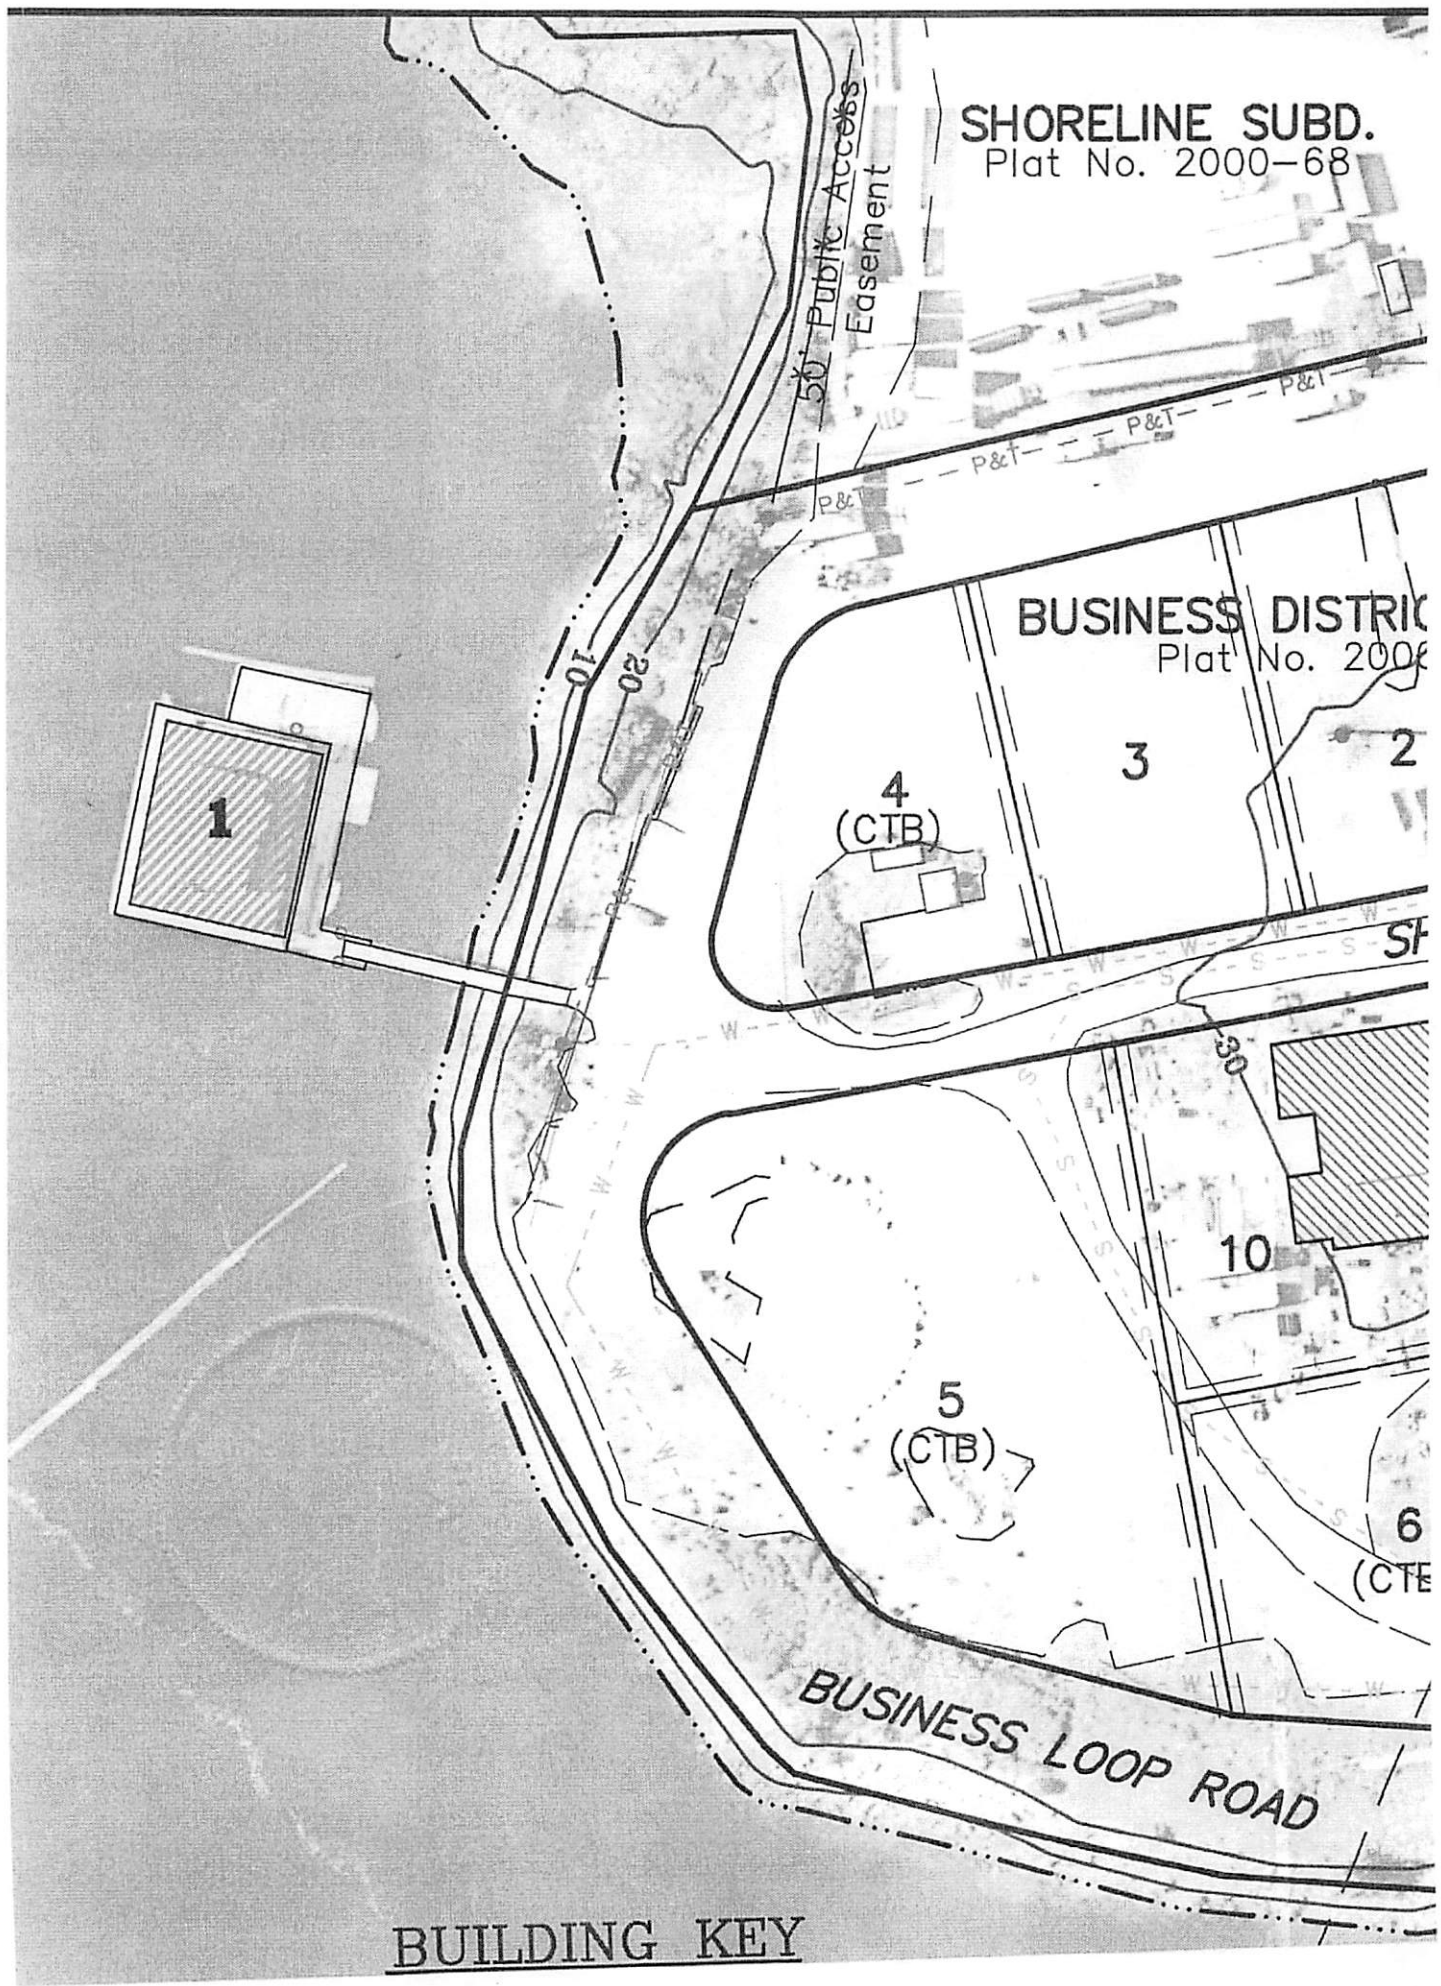 SHORELINE SUBD.
Plat No. 2000-68
50' Public Access
Easement
P&T
P&T
P&T
P&T
BUSINESS DISTRIC
Plat No. 200
10
20
1
4
(CTB)
3
2
SH
W
W
W
W
W
W
W
S
S
S
S
30
W
W
S
S
S
S
10
W
W
5
(CTB)
S
S
6
(CTE
W
W
W
BUSINESS LOOP ROAD
BUILDING KEY